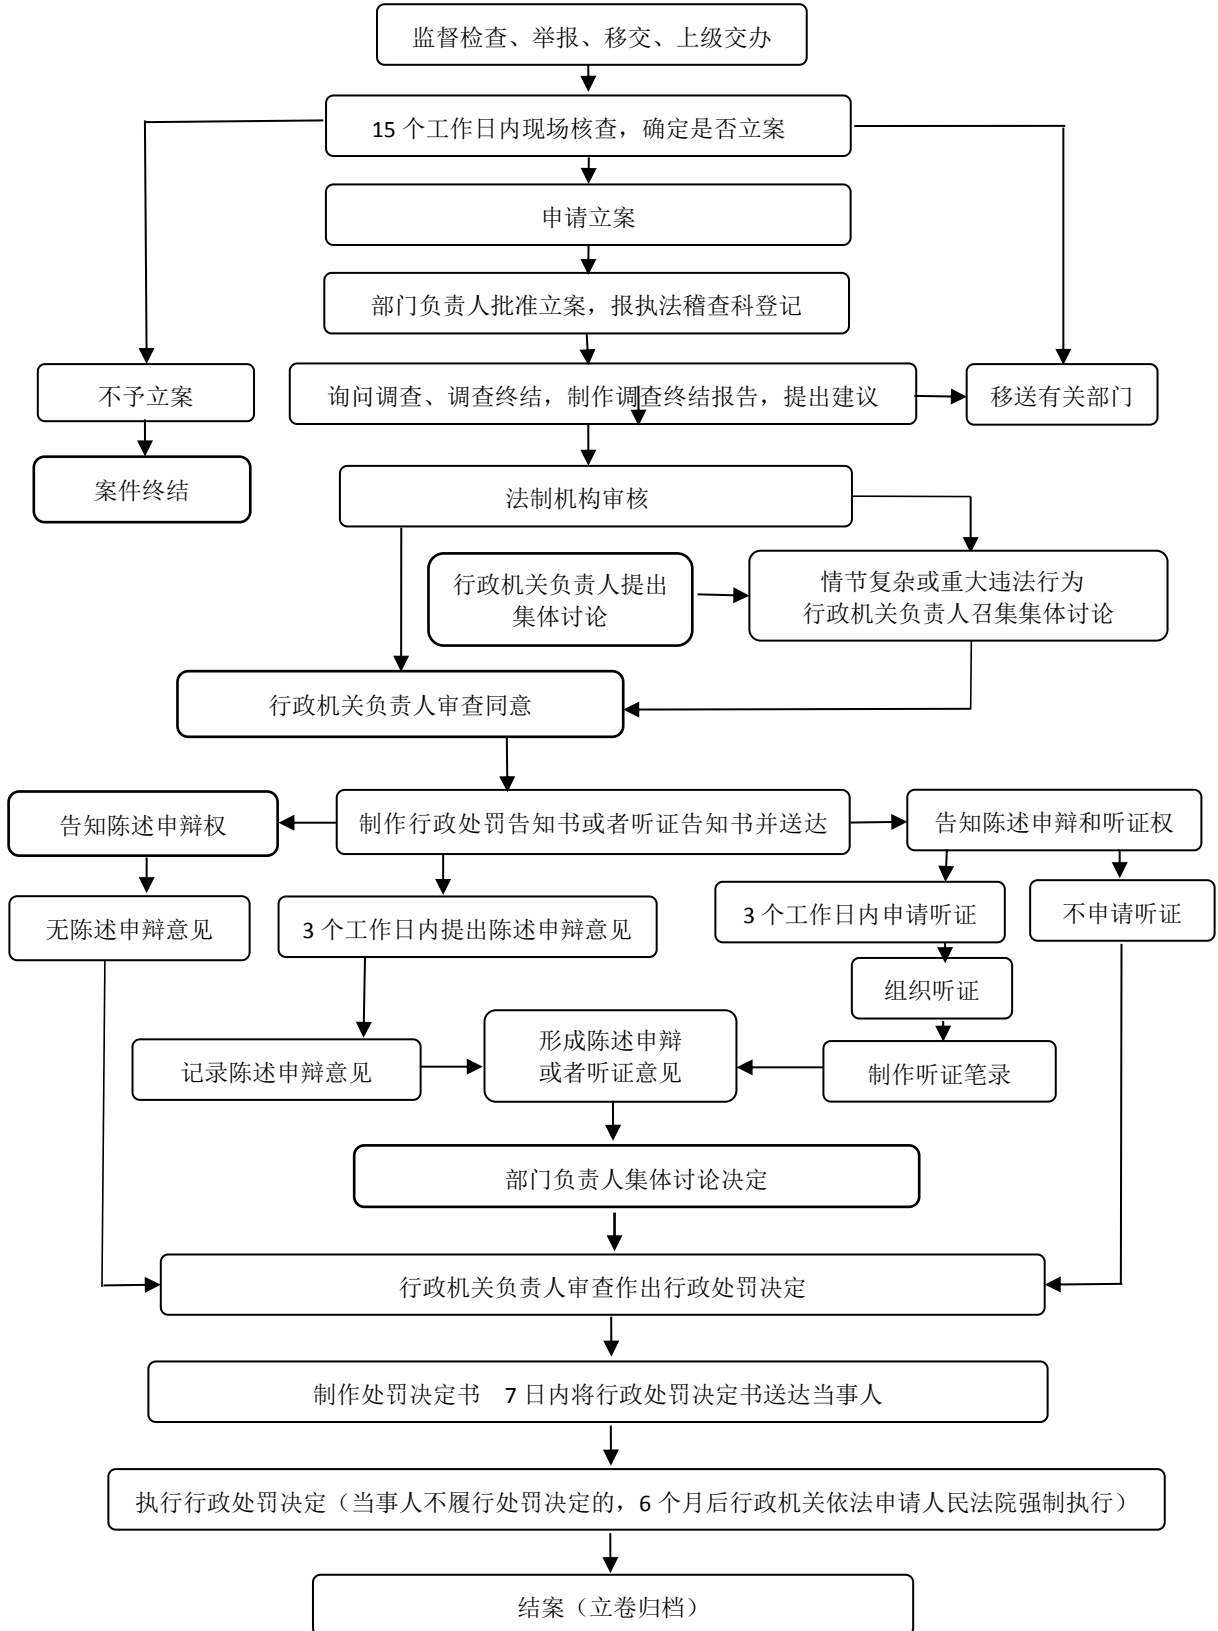 监督检查、举报、移交、上级交办
15 个工作日内现场核查，确定是否立案
申请立案
部门负责人批准立案，报执法稽查科登记
不予立案
询问调查、调查终结，制作调查终结报告，提出建议
移送有关部门
案件终结
法制机构审核
行政机关负责人提出
集体讨论
情节复杂或重大违法行为
行政机关负责人召集集体讨论
行政机关负责人审查同意
告知陈述申辩权
制作行政处罚告知书或者听证告知书并送达
告知陈述申辩和听证权
无陈述申辩意见
3 个工作日内提出陈述申辩意见
3 个工作日内申请听证
不申请听证
组织听证
记录陈述申辩意见
形成陈述申辩
或者听证意见
制作听证笔录
部门负责人集体讨论决定
行政机关负责人审查作出行政处罚决定
制作处罚决定书　7 日内将行政处罚决定书送达当事人
执行行政处罚决定（当事人不履行处罚决定的，6 个月后行政机关依法申请人民法院强制执行）
结案（立卷归档）